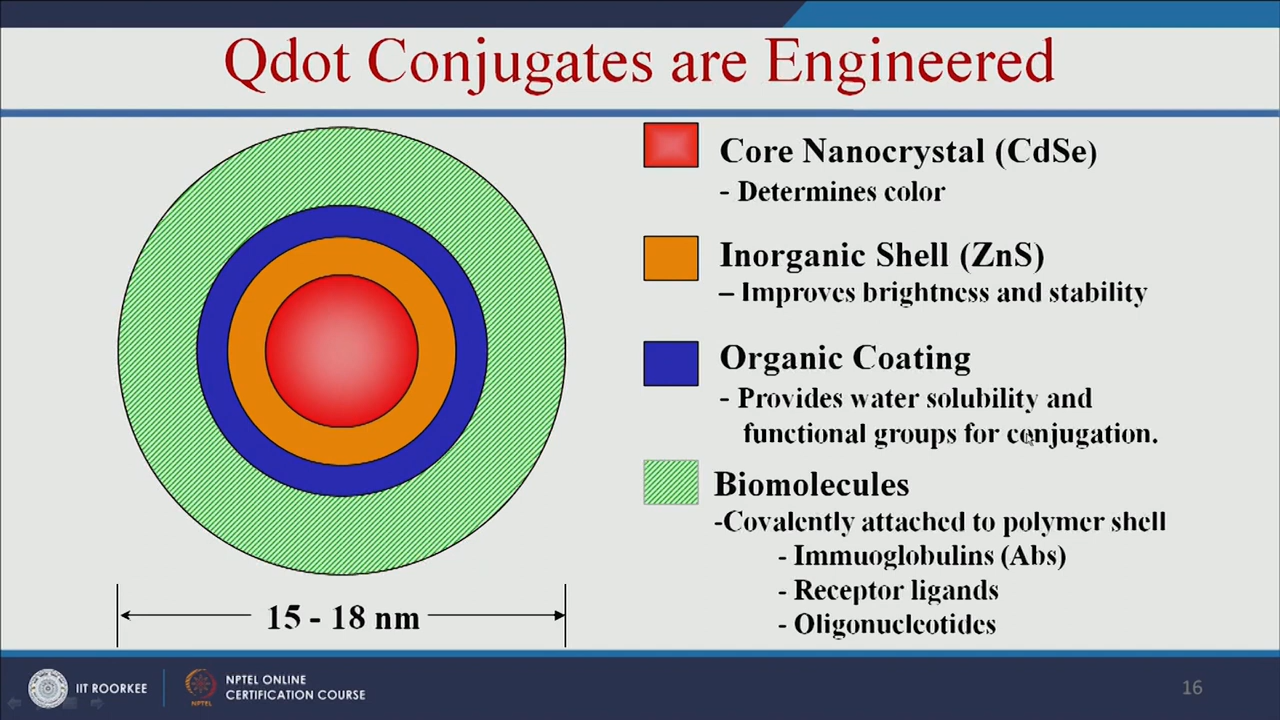 Qdot Conjugates are Engineered
Core Nanocrystal (CdSe)
- Determines color
Inorganic Shell (ZnS)
– Improves brightness and stability
Organic Coating
- Provides water solubility and
functional groups for conjugation.
Biomolecules
-Covalently attached to polymer shell
- Immuoglobulins (Abs)
- Receptor ligands
- Oligonucleotides
15 - 18 nm
IIT ROORKEE
NPTEL
NPTEL ONLINE
CERTIFICATION COURSE
16